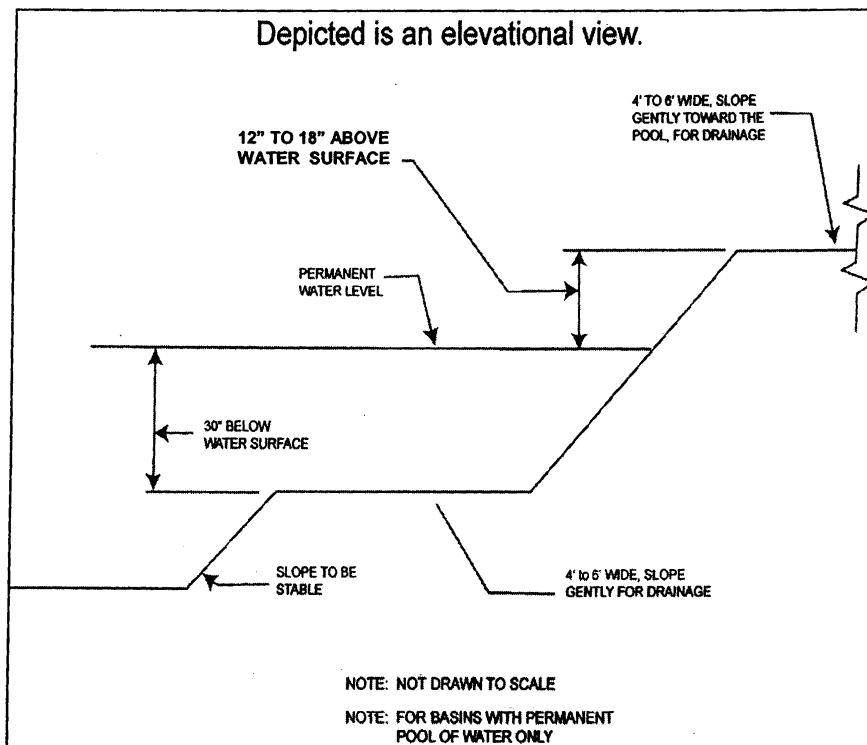 Depicted is an elevational view.
4' TO 6' WIDE, SLOPE
GENTLY TOWARD THE
POOL, FOR DRAINAGE
12" TO 18" ABOVE
WATER SURFACE
PERMANENT
WATER LEVEL
30" BELOW
WATER SURFACE
SLOPE TO BE
STABLE
4' to 6' WIDE, SLOPE
GENTLY FOR DRAINAGE
NOTE: NOT DRAWN TO SCALE
NOTE: FOR BASINS WITH PERMANENT
POOL OF WATER ONLY